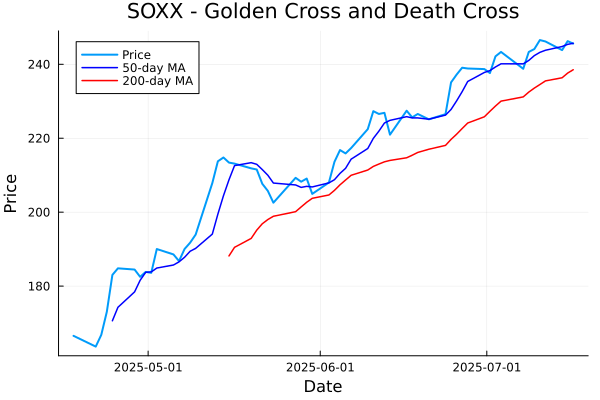 SOXX - Golden Cross and Death Cross
Price
50-day MA
200-day MA
Price
240
220
200
180
2025-05-01
2025-06-01
2025-07-01
Date